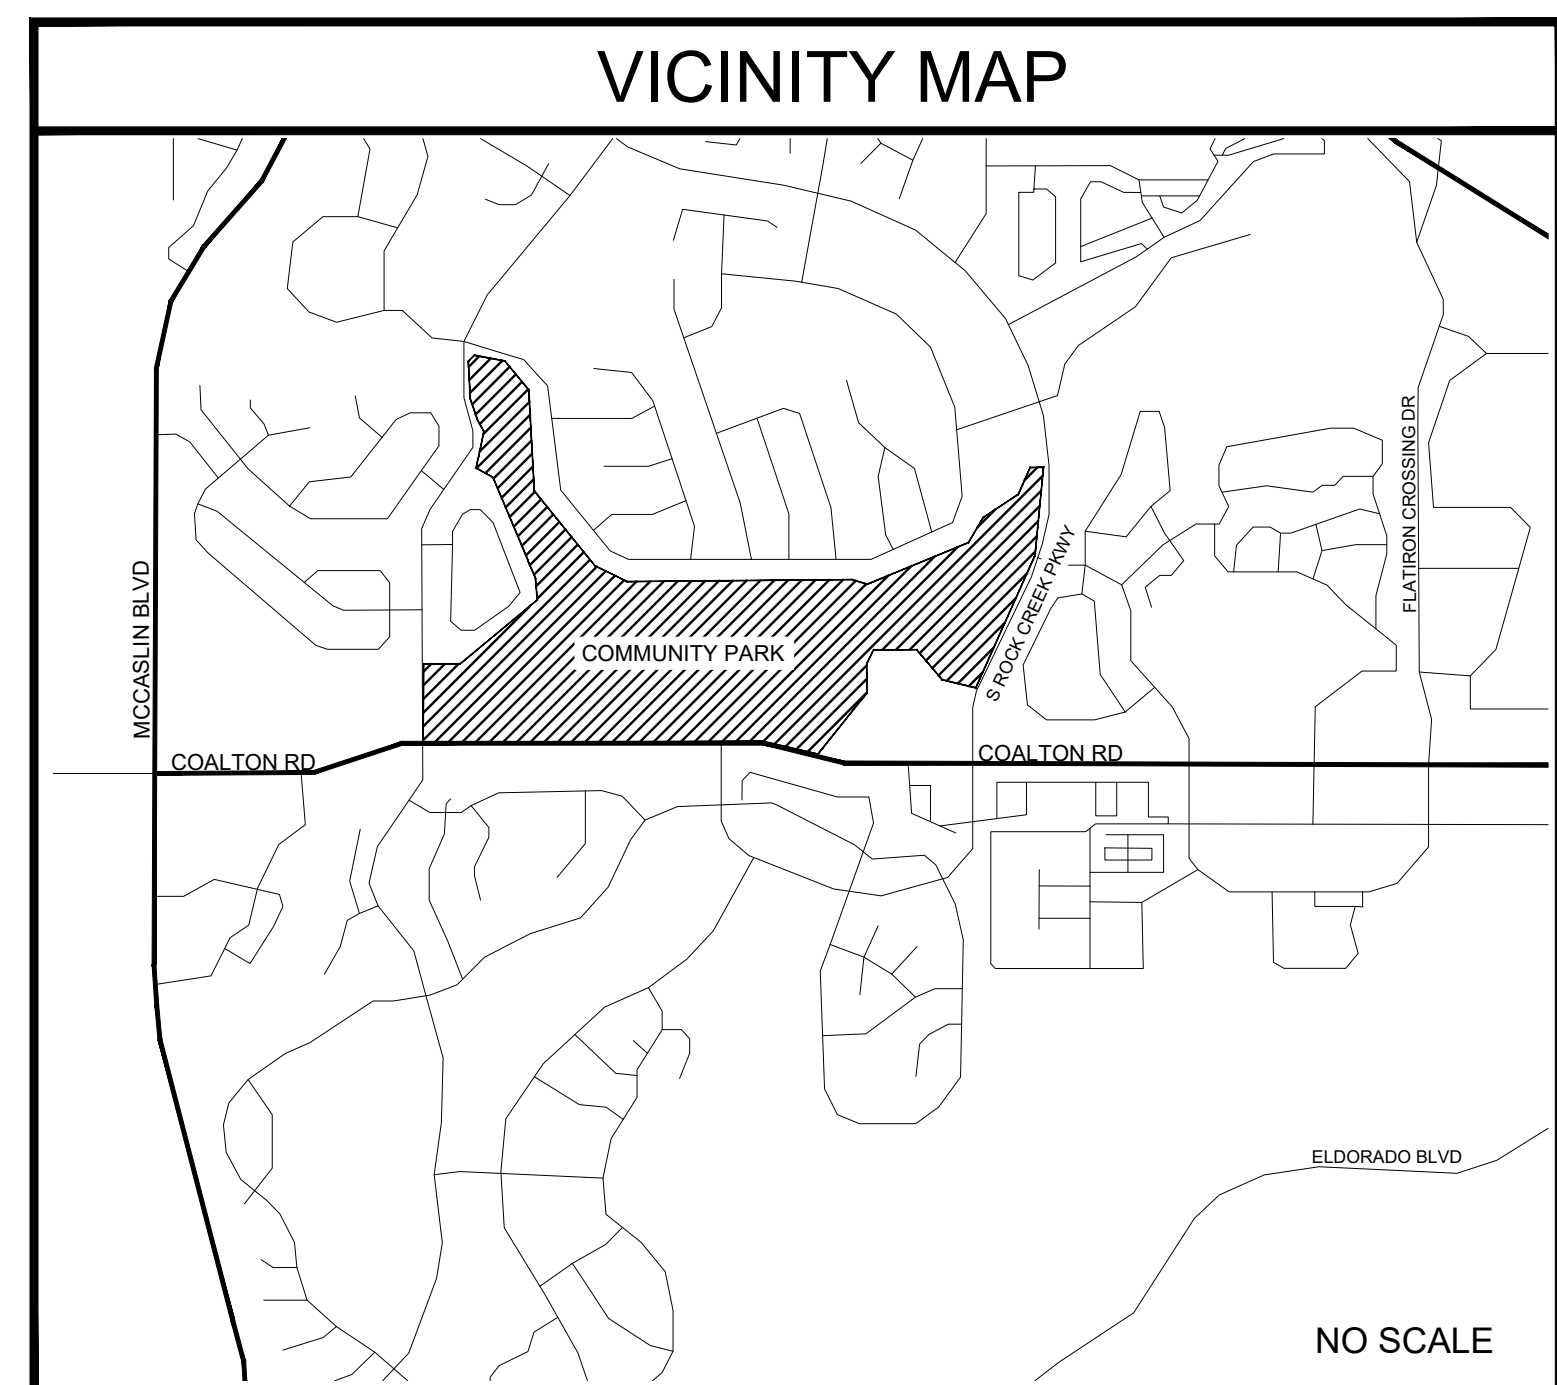 VICINITY MAP
FLATIRON CROSSING DR
MCCASLIN BLVD
S ROCK CREEK PKWY
COMMUNITY PARK
COALTON RD
COALTON RD
ELDORADO BLVD
NO SCALE